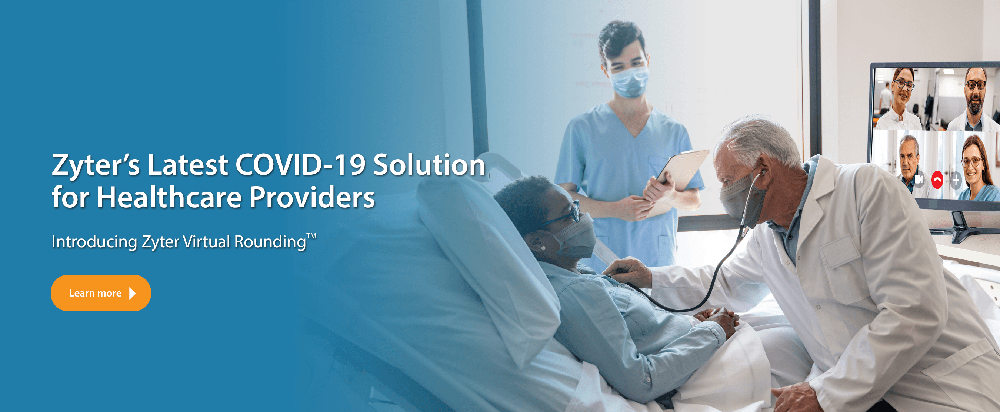 Zyter’s Latest COVID-19 Solution
for Healthcare Providers
Introducing Zyter Virtual Rounding™
Learn more